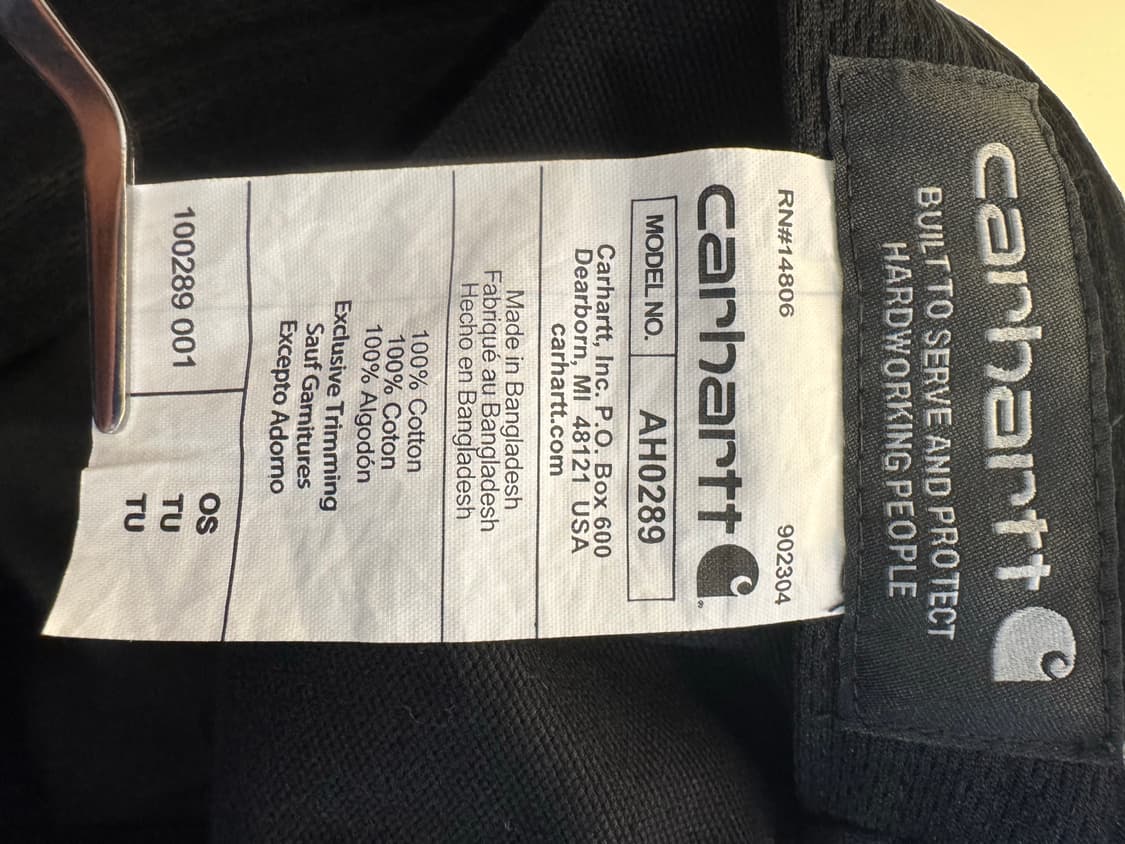 carhartt
BUILT TO SERVE AND PROTECT
HARDWORKING PEOPLE
RN#14806 902304
carhartt
®
MODEL NO. AH0289
Carhartt, Inc. P.O. Box 600
Dearborn, MI 48121 USA
carhartt.com
Made in Bangladesh
Fabriqué au Bangladesh
Hecho en Bangladesh
100% Cotton
100% Coton
100% Algodón
Exclusive Trimming
Sauf Garnitures
Excepto Adorno
100289 001
OS
TU
TU